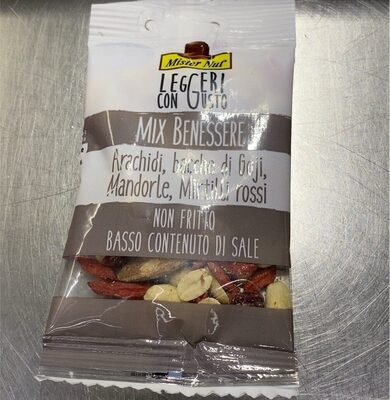 Mister Nut
LEGGERI
CON GUSTO
MIX BENESSERE
Arachidi, bacche di Goji,
Mandorle, Mirtilli rossi
NON FRITTO
BASSO CONTENUTO DI SALE